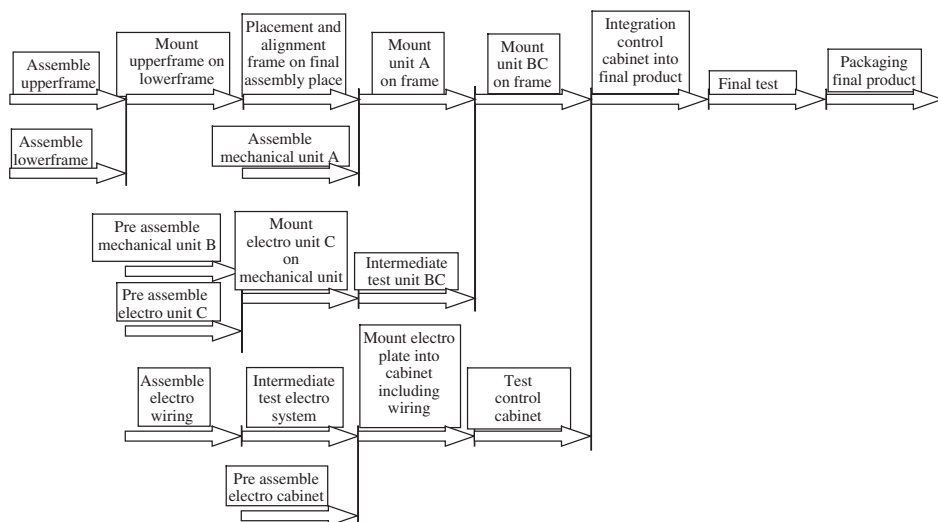 Assemble
upperframe
Mount
upperframe on
lowerframe
Placement and
alignment
frame on final
assembly place
Mount
unit A
on frame
Mount
unit BC
on frame
Integration
control
cabinet into
final product
Final test
Packaging
final product
Assemble
lowerframe
Assemble
mechanical unit A
Pre assemble
mechanical unit B
Mount
electro unit C
on
mechanical unit
Intermediate
test unit BC
Pre assemble
electro unit C
Assemble
electro
wiring
Intermediate
test electro
system
Mount electro
plate into
cabinet
including
wiring
Test
control
cabinet
Pre assemble
electro cabinet